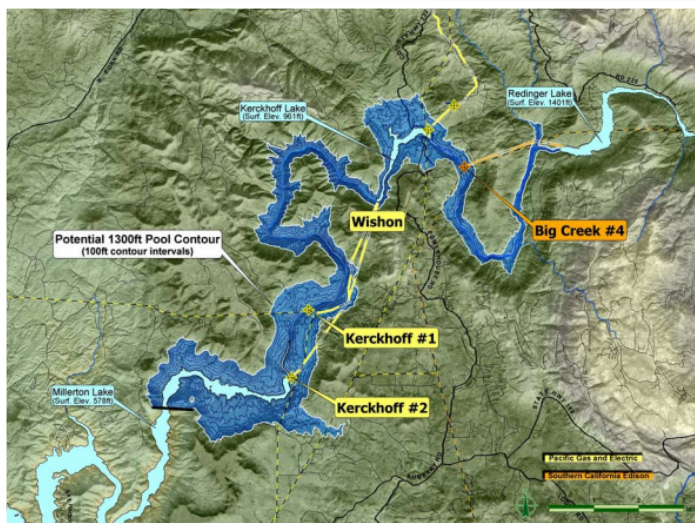 Redinger Lake
(Surf. Elev. 1401ft)
Kerckhoff Lake
(Surf. Elev. 961ft)
Wishon
Big Creek #4
Potential 1300ft Pool Contour
(100ft contour intervals)
Kerckhoff #1
Millerton Lake
(Surf. Elev. 578ft)
Kerckhoff #2
Pacific Gas and Electric
Southern California Edison